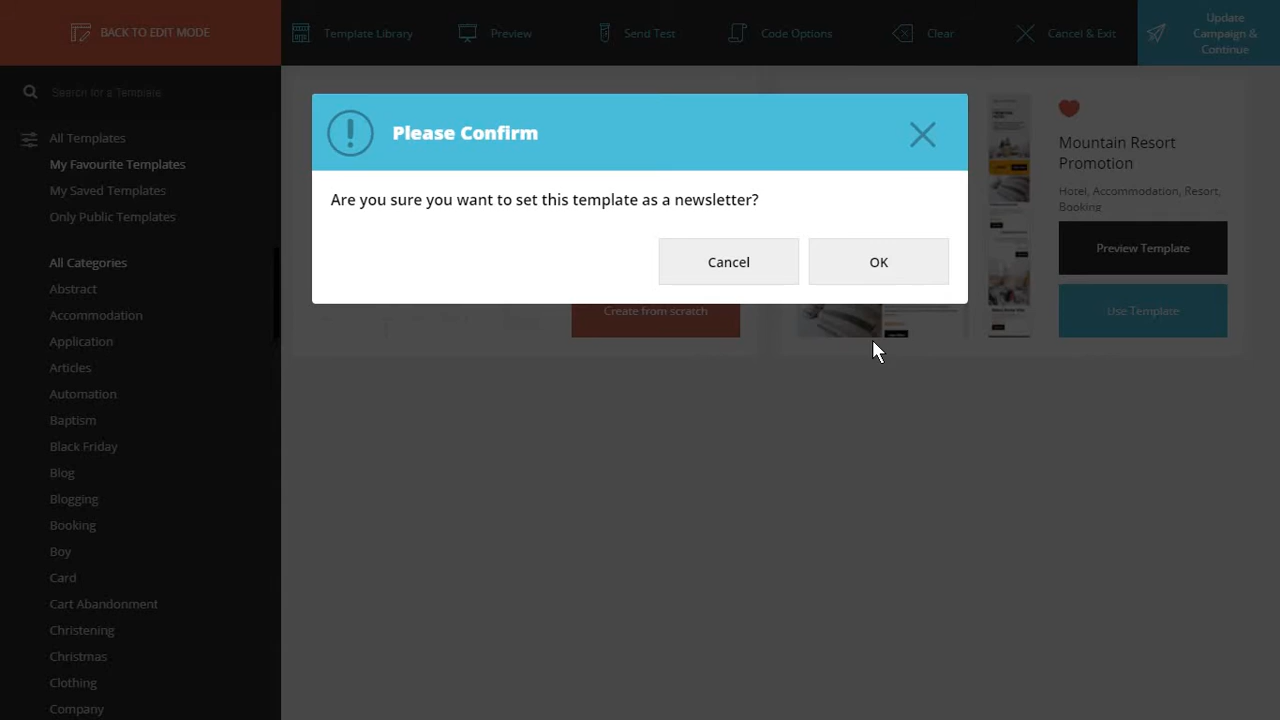 BACK TO EDIT MODE
Template Library
Preview
Send Test
Code Options
Clear
Cancel & Exit
Update
Campaign &
Continue
Search for a Template
All Templates
My Favourite Templates
My Saved Templates
Only Public Templates
All Categories
Abstract
Accommodation
Application
Articles
Automation
Baptism
Black Friday
Blog
Blogging
Booking
Boy
Card
Cart Abandonment
Christening
Christmas
Clothing
Company
Please Confirm
Are you sure you want to set this template as a newsletter?
Cancel
OK
Create from scratch
Mountain Resort
Promotion
Hotel, Accommodation, Resort,
Booking
Preview Template
Use Template